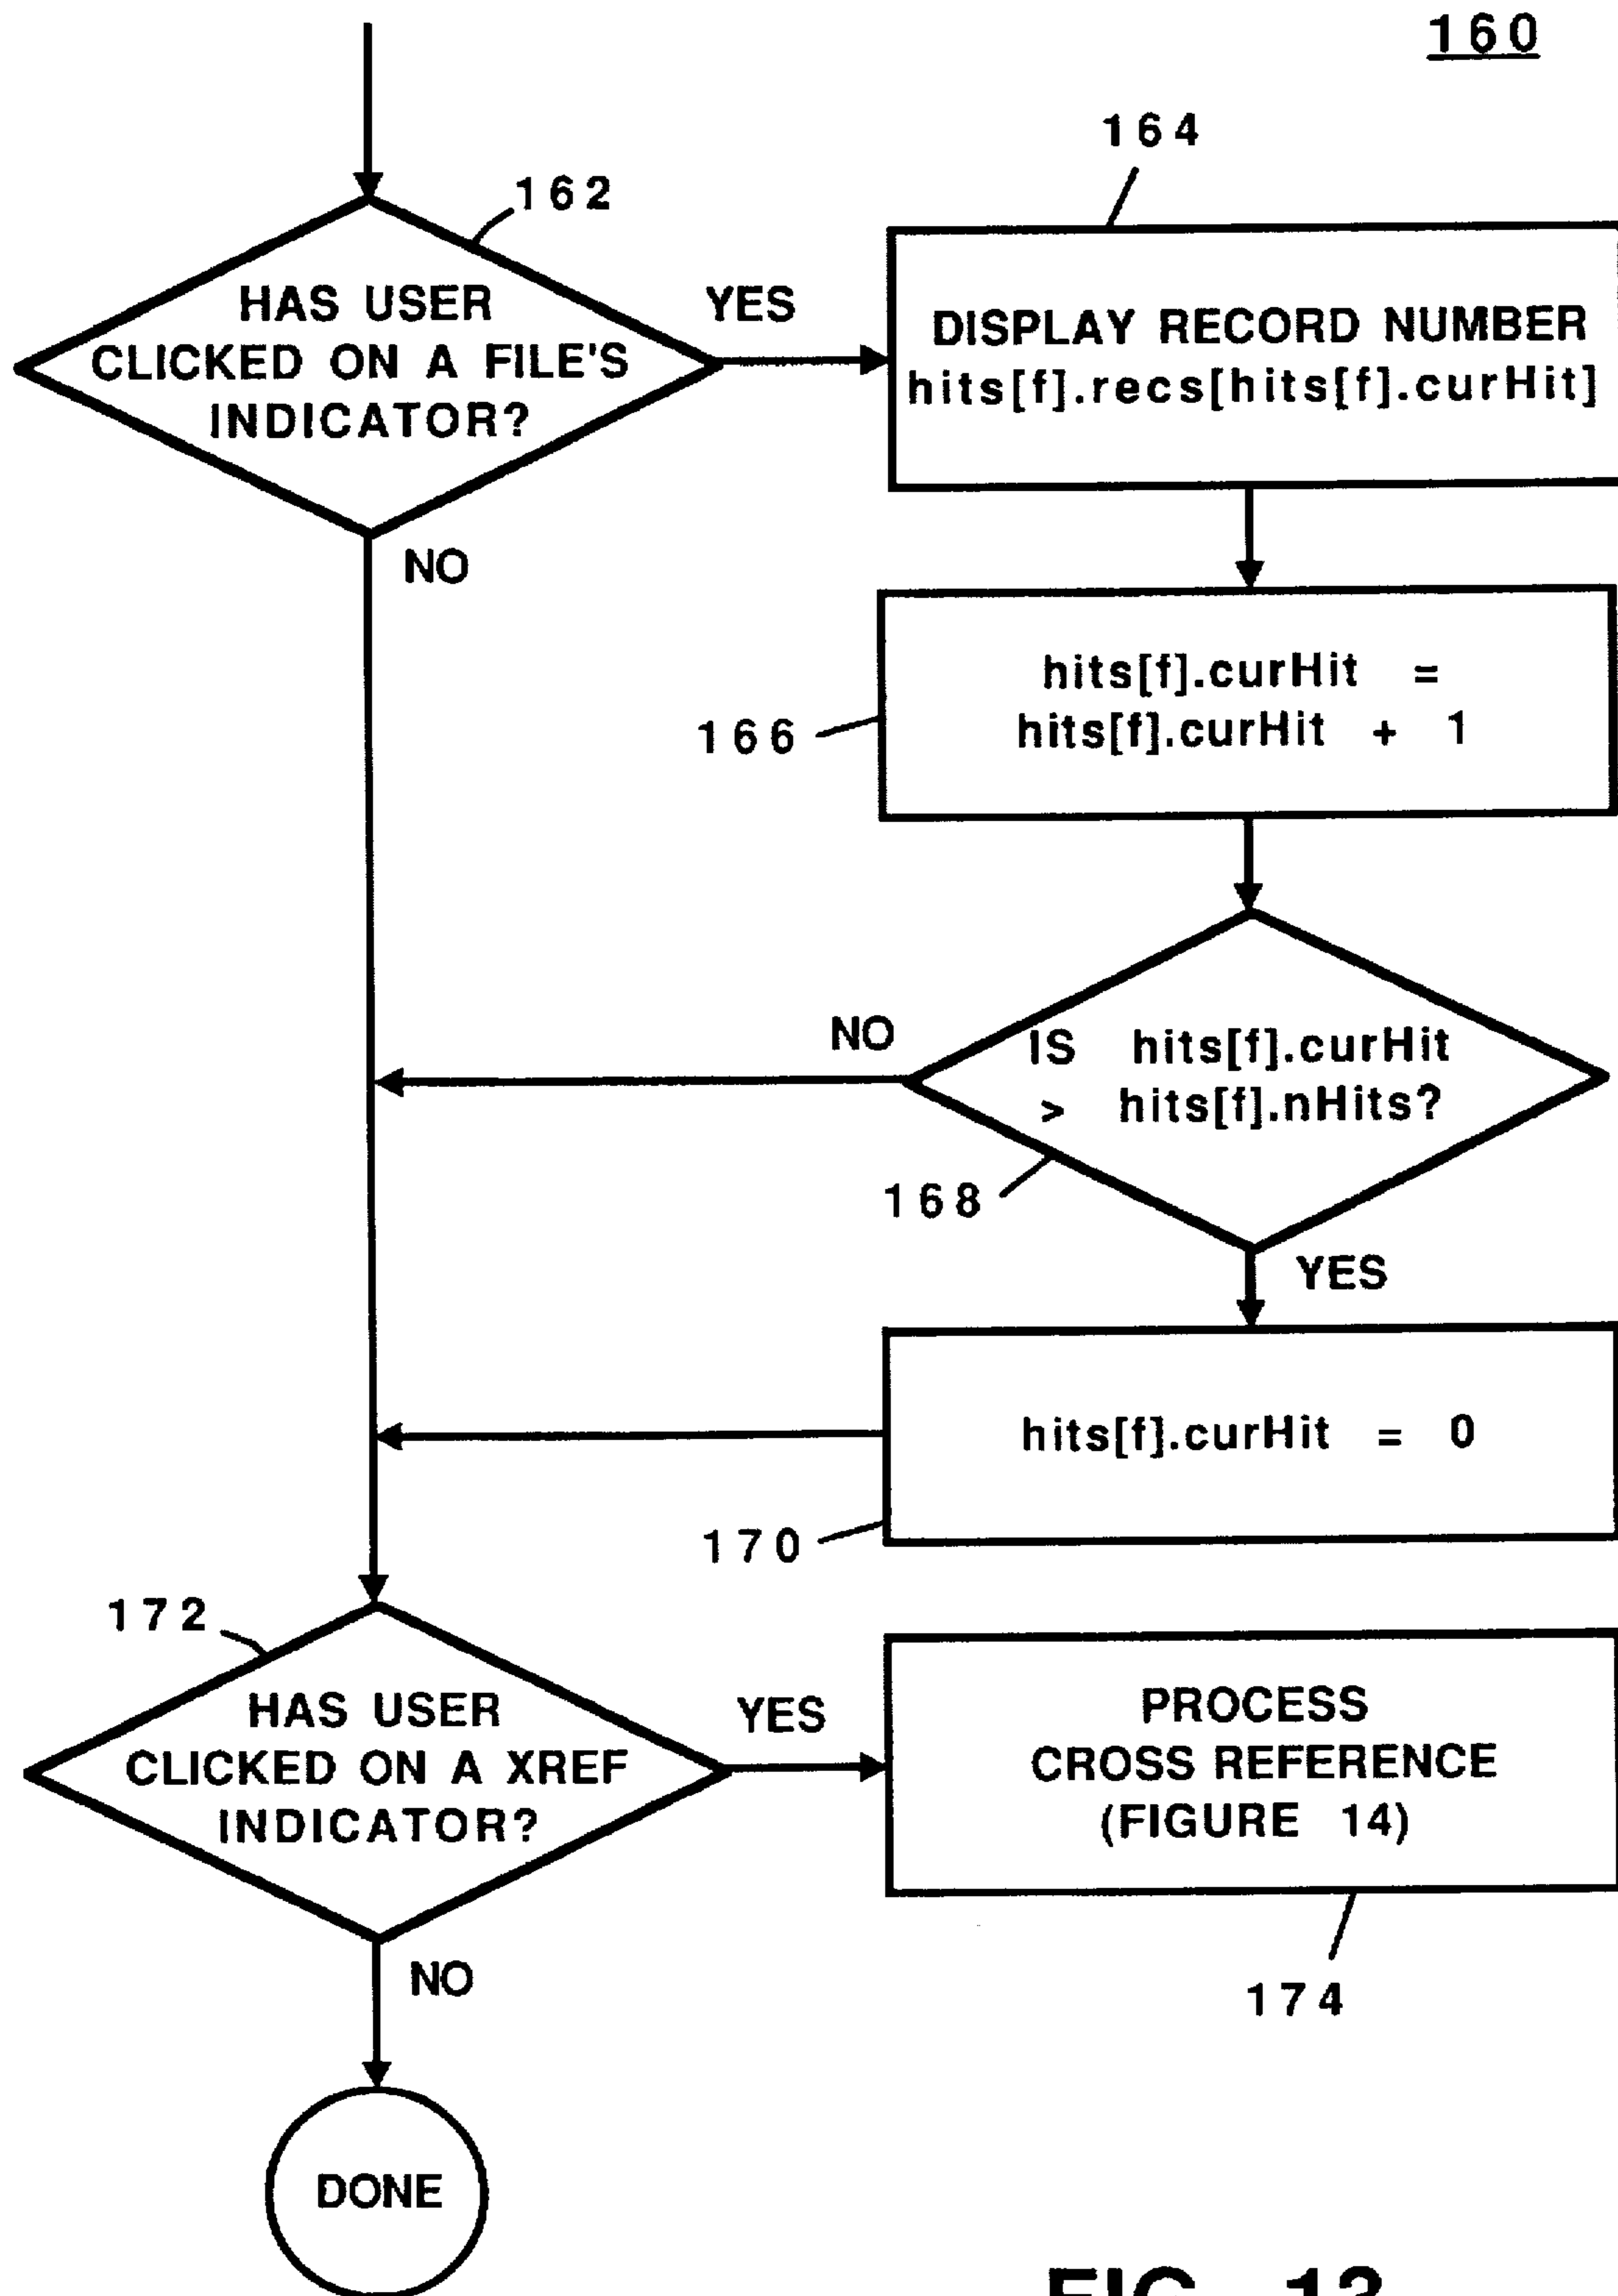 160
164
162
HAS USER
CLICKED ON A FILE'S
INDICATOR?
YES
DISPLAY RECORD NUMBER
hits[f].recs[hits[f].curHit]
NO
hits[f].curHit =
hits[f].curHit + 1
166
NO
IS hits[f].curHit
> hits[f].nHits?
168
YES
hits[f].curHit = 0
170
172
HAS USER
CLICKED ON A XREF
INDICATOR?
YES
PROCESS
CROSS REFERENCE
(FIGURE 14)
NO
174
DONE
FIG. 13